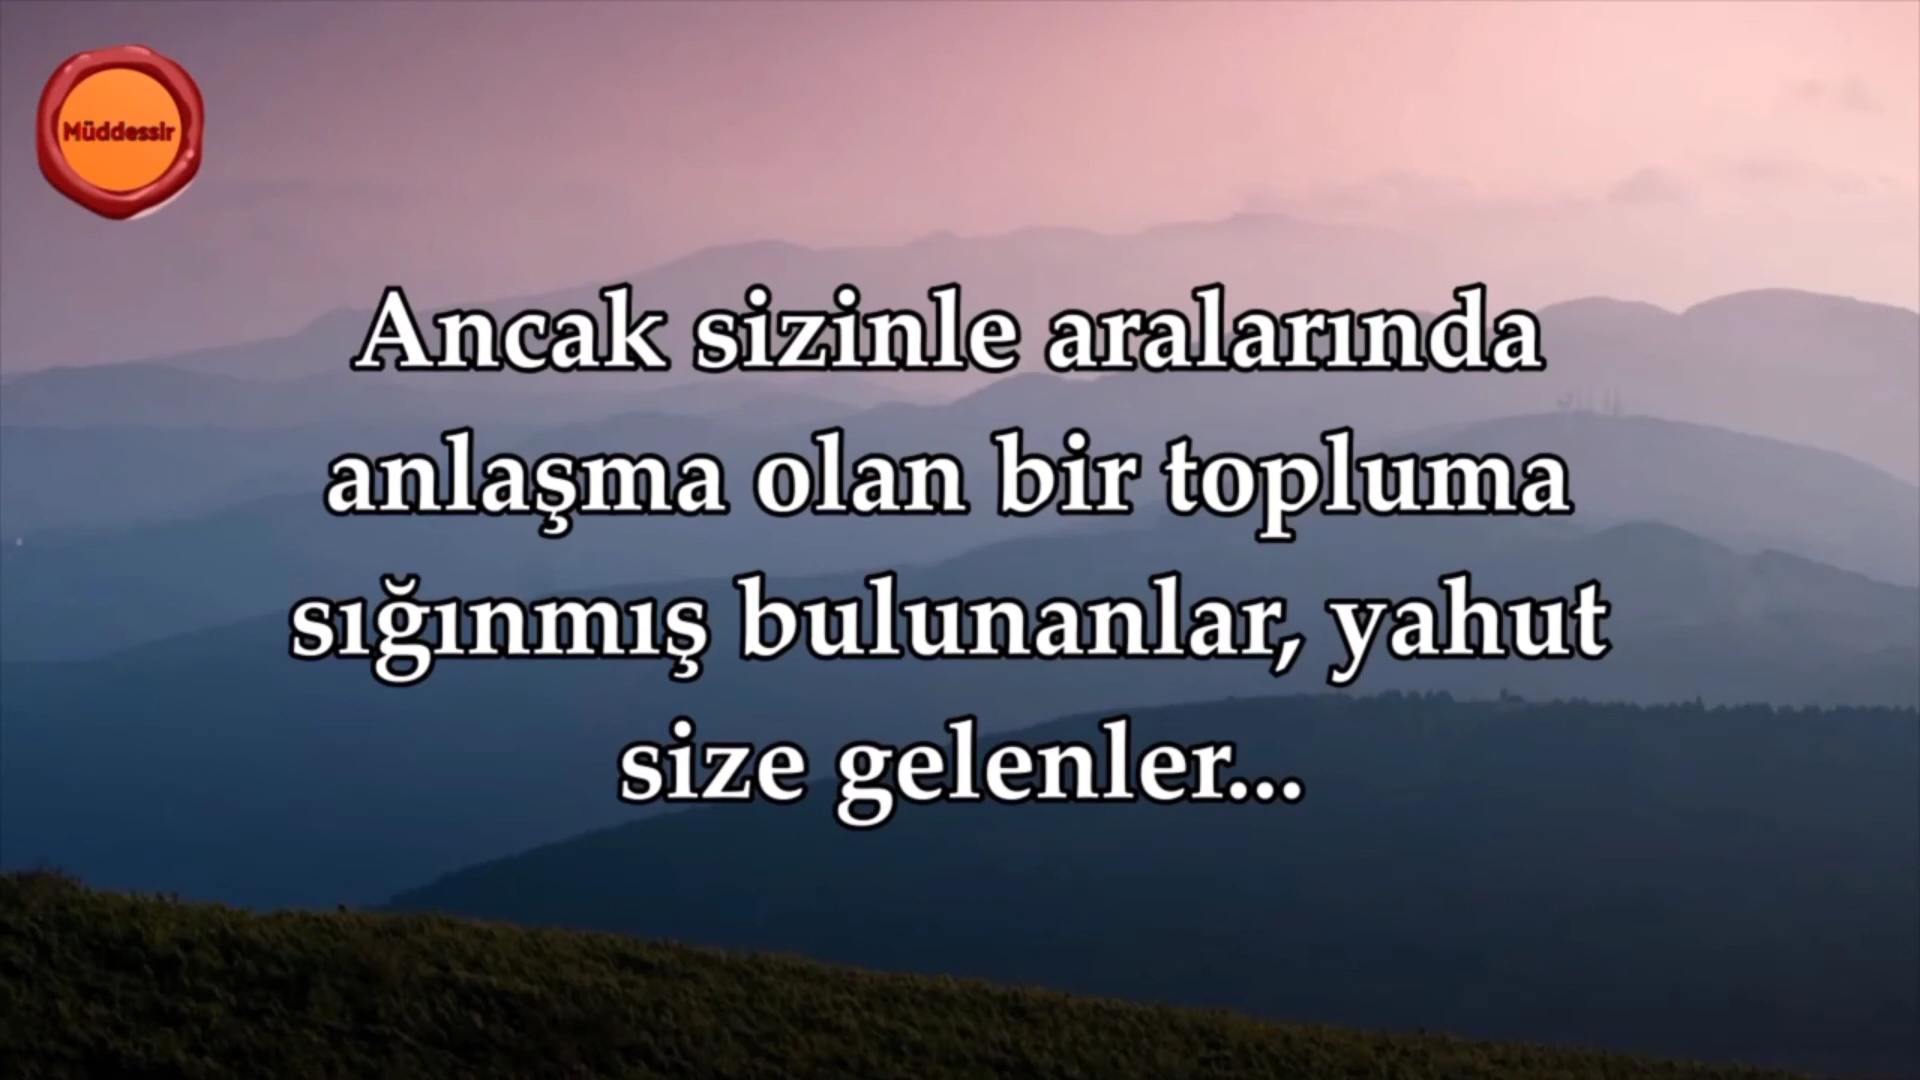 Müddessir
Ancak sizinle aralarında
anlaşma olan bir topluma
sığınmış bulunanlar, yahut
size gelenler...